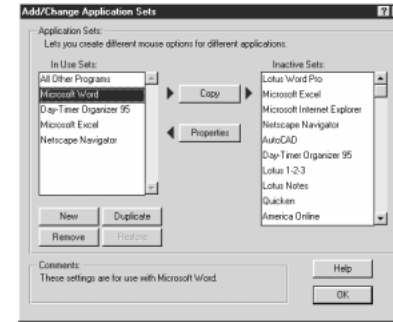 Add/Change Application Sets
Application Sets:
Lets you create different mouse options for different applications.
In Use Sets:
All Other Programs
Microsoft Word
Day-Timer Organizer 95
Microsoft Excel
Netscape Navigator
Copy
Properties
Inactive Sets:
Lotus Word Pro
Microsoft Excel
Microsoft Internet Explorer
Netscape Navigator
AutoCAD
Day-Timer Organizer 95
Lotus 1-2-3
Lotus Notes
Quicken
America Online
New
Duplicate
Remove
Restore
Comments:
These settings are for use with Microsoft Word.
Help
OK